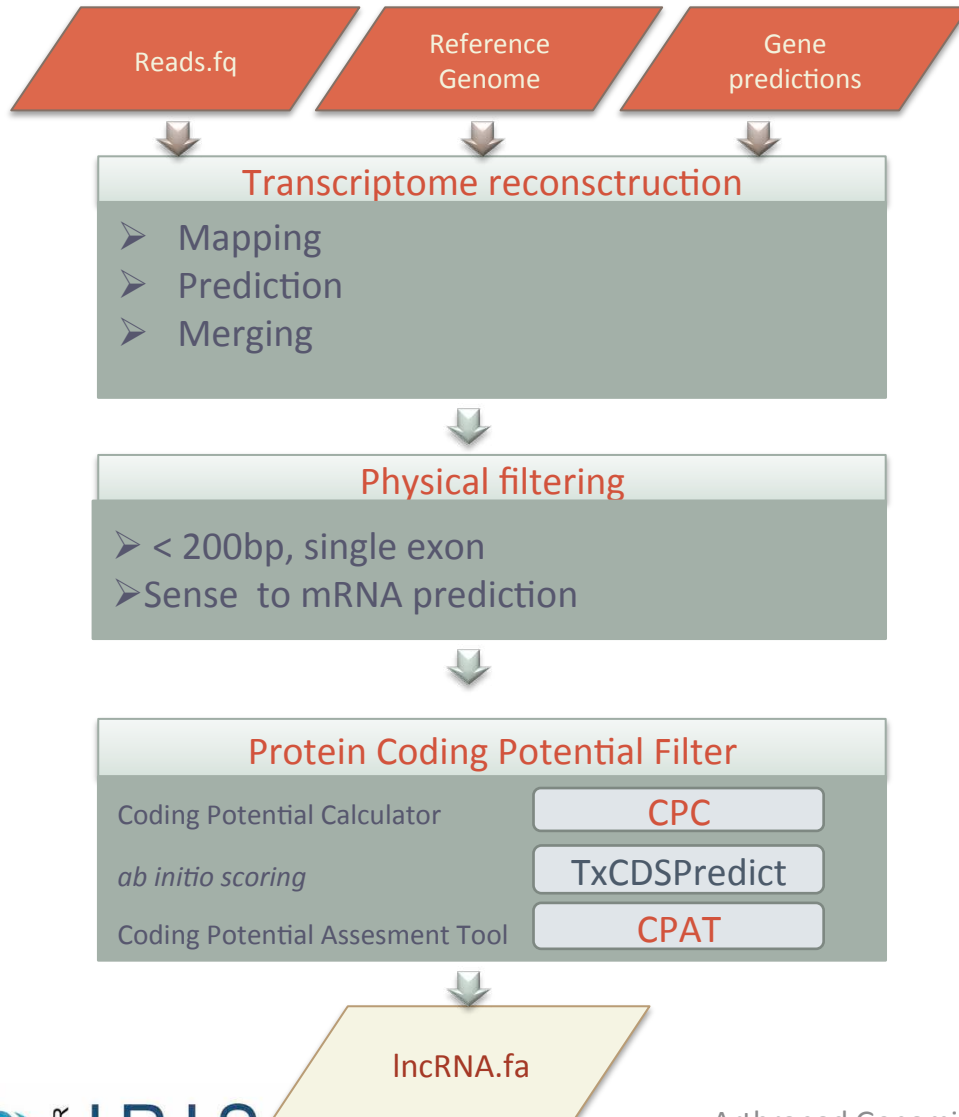 Reads.fq
Reference
Genome
Gene
predictions
Transcriptome reconsctruction
➢ Mapping
➢ Prediction
➢ Merging
Physical filtering
➢ < 200bp, single exon
➢Sense to mRNA prediction
Protein Coding Potential Filter
Coding Potential Calculator
CPC
ab initio scoring
TxCDSPredict
Coding Potential Assesment Tool
CPAT
lncRNA.fa